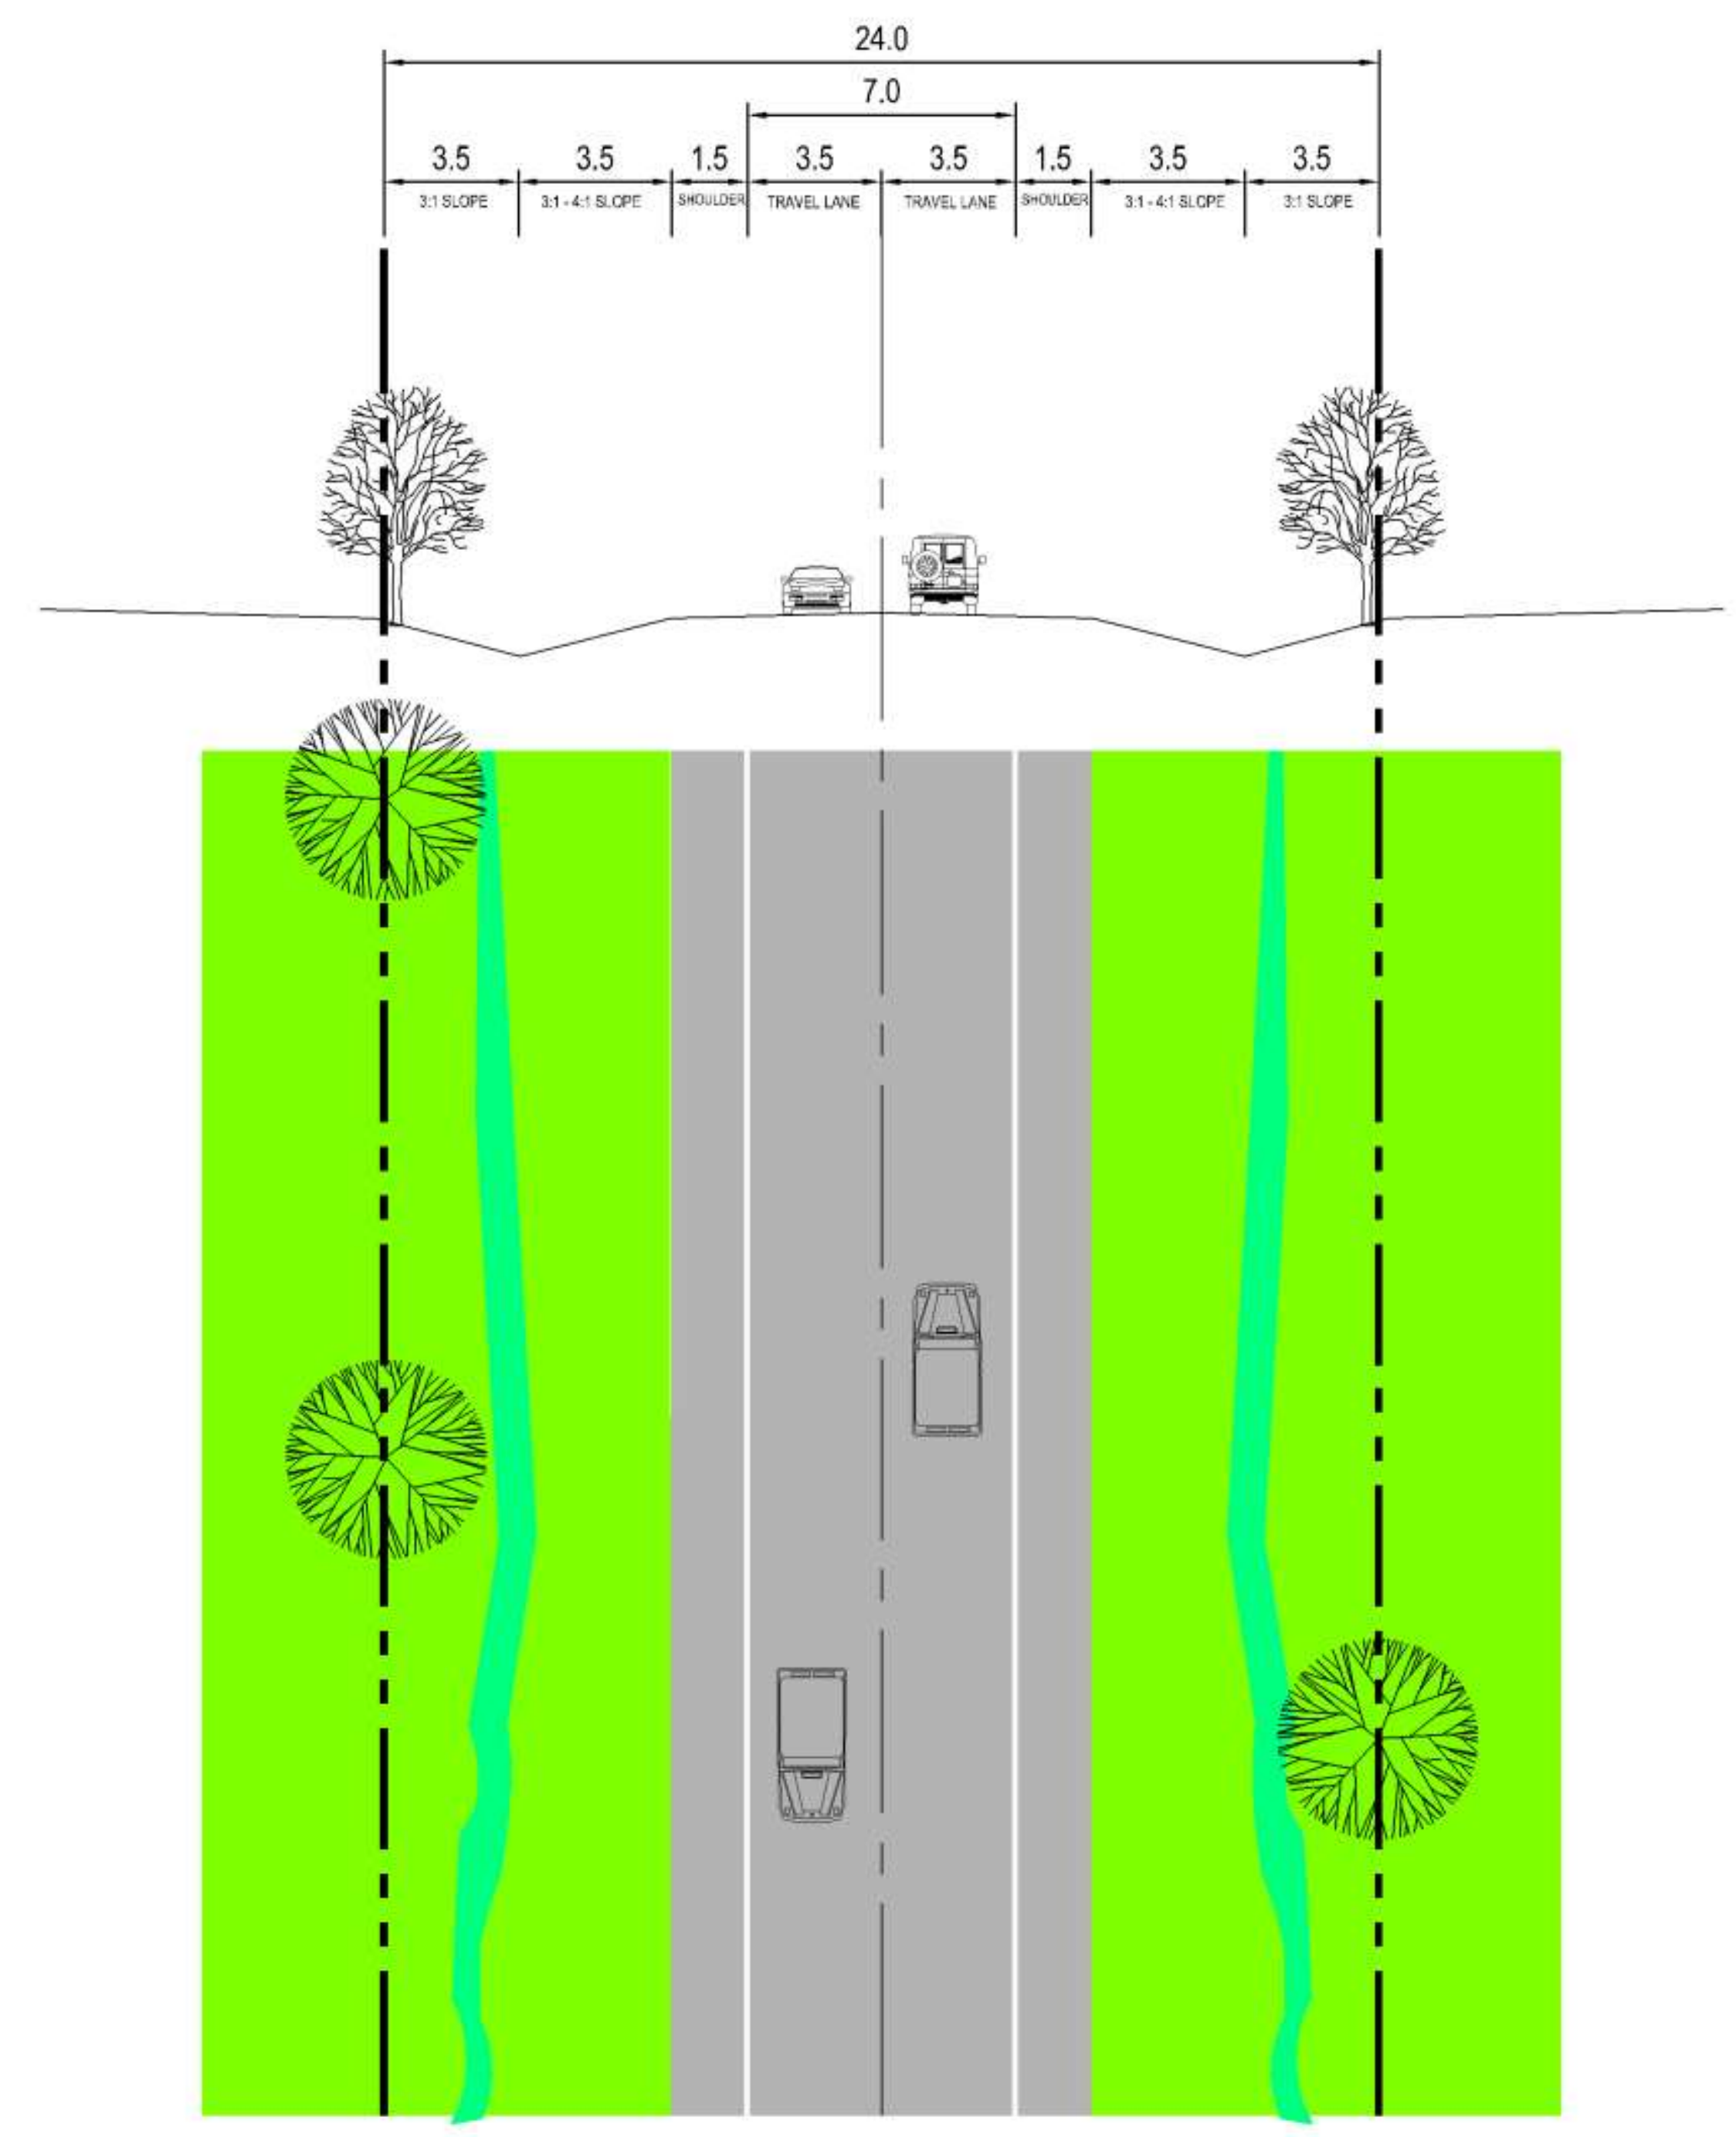 24.0
7.0
3.5 3.5 1.5 3.5 3.5 1.5 3.5 3.5
3:1 SLOPE 3:1 - 4:1 SLOPE SHOULDER TRAVEL LANE TRAVEL LANE SHOULDER 3:1 - 4:1 SLOPE 3:1 SLOPE